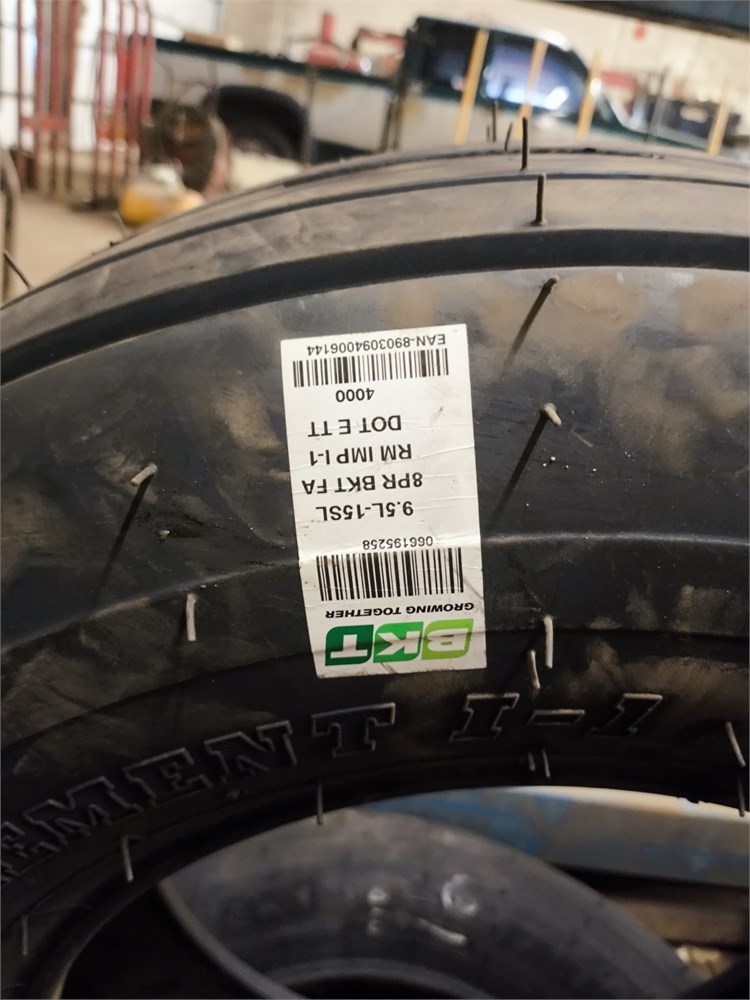 BKT
GROWING TOGETHER
066195258
9.5L-15SL
8PR BKT FA
RM IMP I-1
DOT E TT
4000
EAN-8903094006144
EMENT I-1